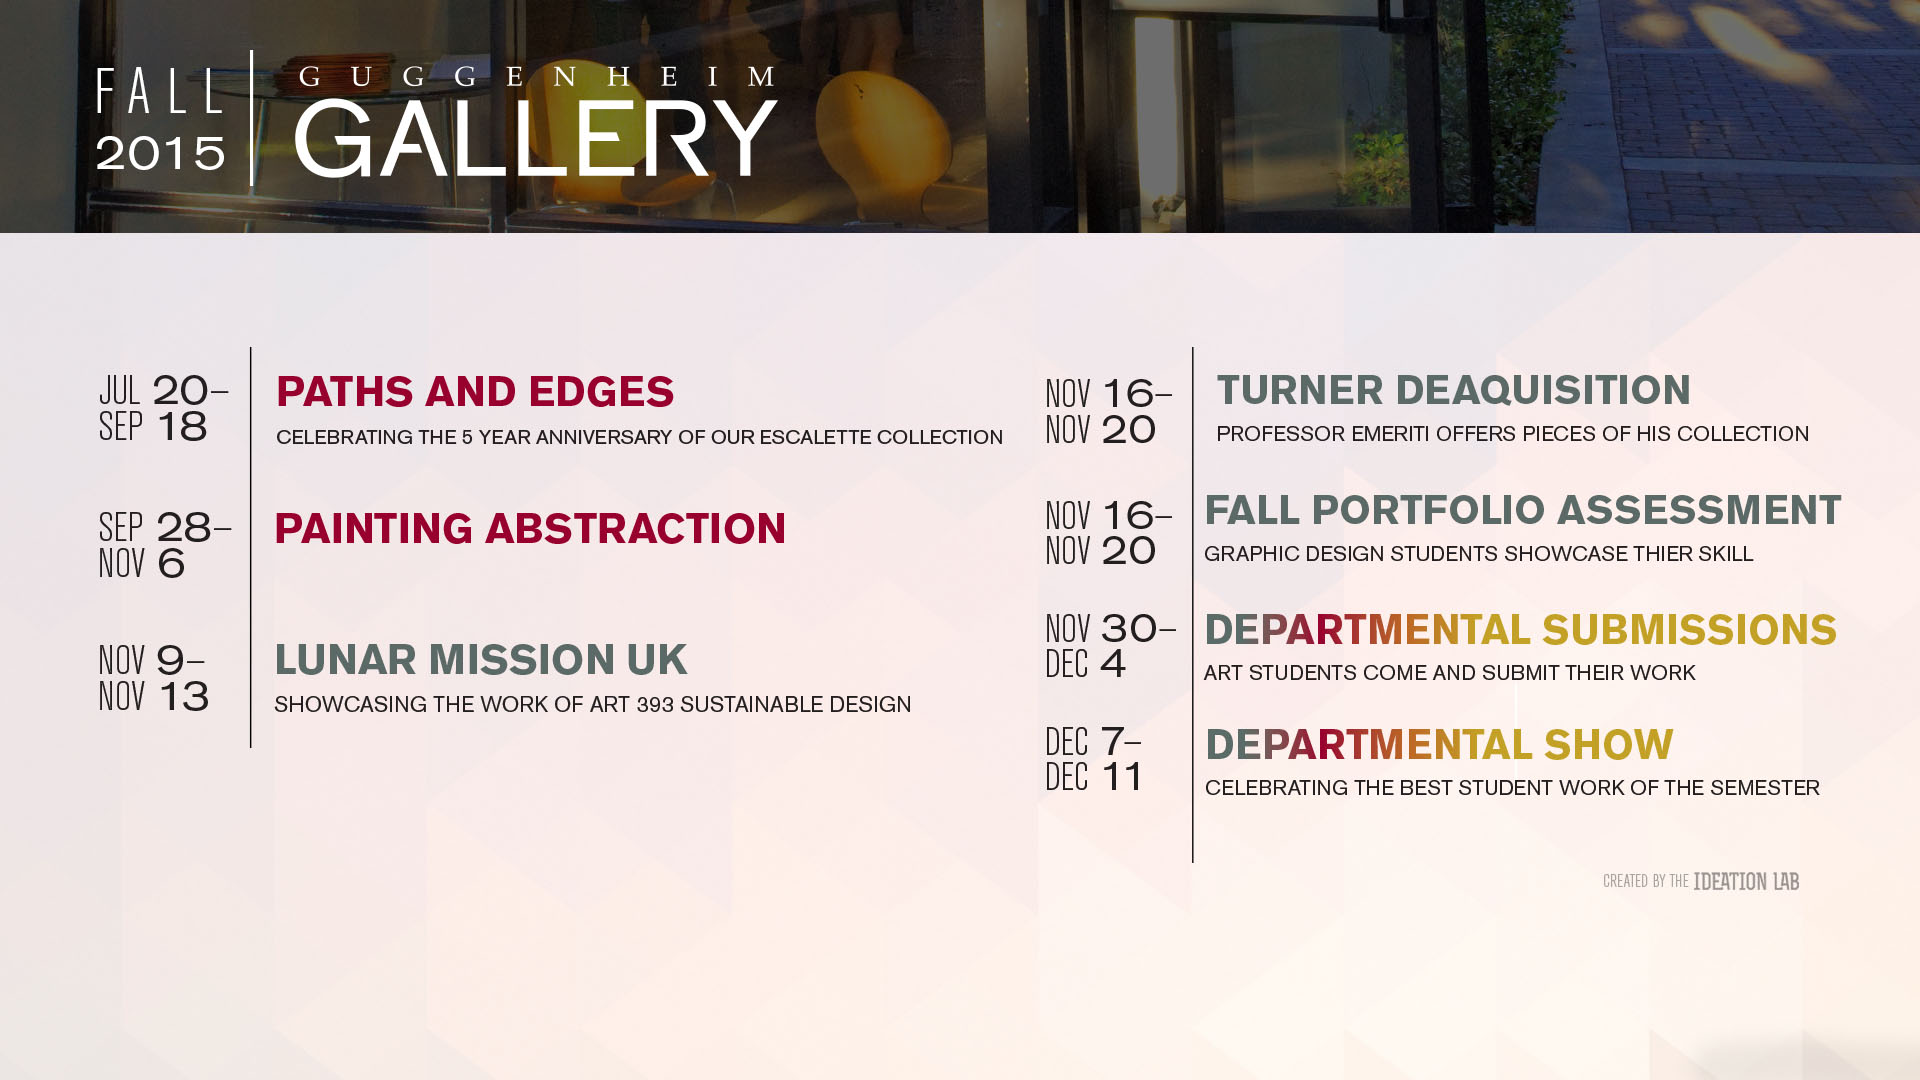 FALL
2015
GUGGENHEIM
GALLERY
JUL 20–
SEP 18
PATHS AND EDGES
CELEBRATING THE 5 YEAR ANNIVERSARY OF OUR ESCALETTE COLLECTION
SEP 28–
NOV 6
PAINTING ABSTRACTION
NOV 9–
NOV 13
LUNAR MISSION UK
SHOWCASING THE WORK OF ART 393 SUSTAINABLE DESIGN
NOV 16–
NOV 20
TURNER DEAQUISITION
PROFESSOR EMERITI OFFERS PIECES OF HIS COLLECTION
NOV 16–
NOV 20
FALL PORTFOLIO ASSESSMENT
GRAPHIC DESIGN STUDENTS SHOWCASE THIER SKILL
NOV 30–
DEC 4
DEPARTMENTAL SUBMISSIONS
ART STUDENTS COME AND SUBMIT THEIR WORK
DEC 7–
DEC 11
DEPARTMENTAL SHOW
CELEBRATING THE BEST STUDENT WORK OF THE SEMESTER
CREATED BY THE IDEATION LAB